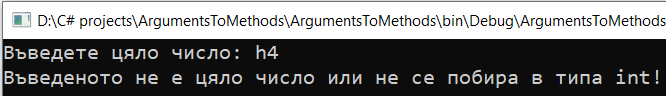 D:\C# projects\ArgumentsToMethods\ArgumentsToMethods\bin\Debug\ArgumentsToMethods
Въведете цяло число: h4
Въведеното не е цяло число или не се побира в типа int!